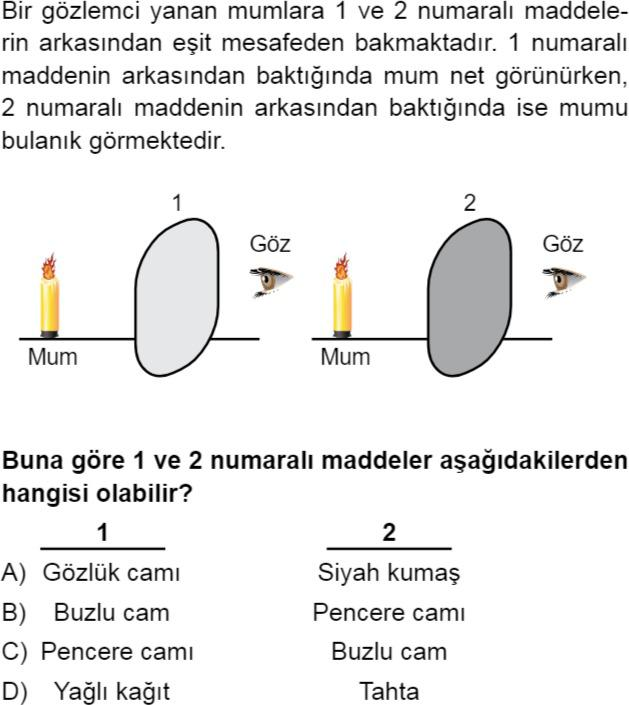 Bir gözlemci yanan mumlara 1 ve 2 numaralı maddele-
rin arkasından eşit mesafeden bakmaktadır. 1 numaralı
maddenin arkasından baktığında mum net görünürken,
2 numaralı maddenin arkasından baktığında ise mumu
bulanık görmektedir.
1
2
Göz
Göz
Mum
Mum
Buna göre 1 ve 2 numaralı maddeler aşağıdakilerden
hangisi olabilir?
1 2
A) Gözlük camı Siyah kumaş
B) Buzlu cam Pencere camı
C) Pencere camı Buzlu cam
D) Yağlı kağıt Tahta